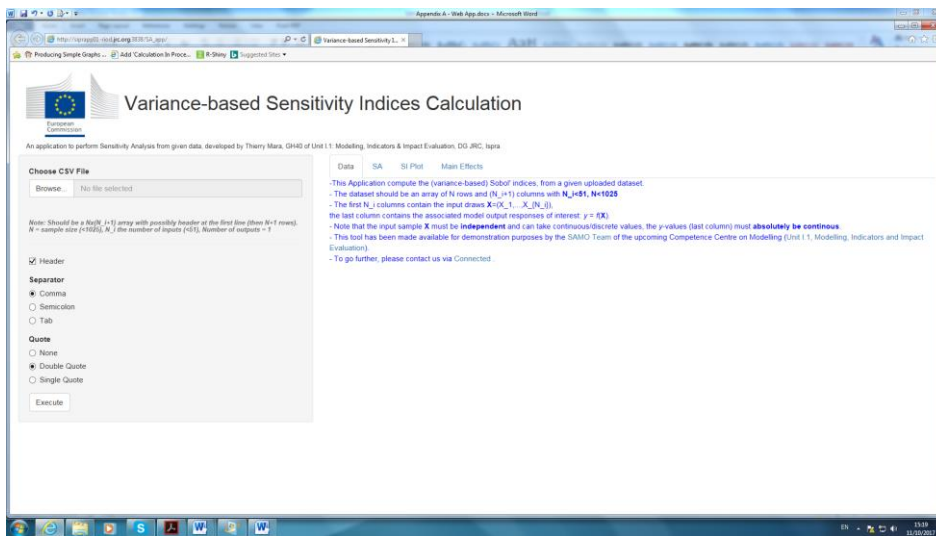 Appendix A - Web App.docx - Microsoft Word
Variance-based Sensitivity I...
Producing Simple Graphs ... Add 'Calculation In Proce... R-Shiny Suggested Sites
European
Commission
Variance-based Sensitivity Indices Calculation
An application to perform Sensitivity Analysis from given data, developed by Thierry Mara, GH40 of Unit I.1: Modelling, Indicators & Impact Evaluation, DG JRC, Ispra
Choose CSV File
Browse... No file selected
Note: Should be a Nx(N_i+1) array with possibly header at the first line (then N+1 rows).
N = sample size (<1025), N_i the number of inputs (<51), Number of outputs = 1
Header
Separator
Comma
Semicolon
Tab
Quote
None
Double Quote
Single Quote
Execute
Data SA SI Plot Main Effects
-This Application compute the (variance-based) Sobol' indices, from a given uploaded dataset.
- The dataset should be an array of N rows and (N_i+1) columns with N_i<51, N<1025
- The first N_i columns contain the input draws X=(X_1,...,X_{N_i}),
the last column contains the associated model output responses of interest: y = f(X).
- Note that the input sample X must be independent and can take continuous/discrete values, the y-values (last column) must absolutely be continous.
- This tool has been made available for demonstration purposes by the SAMO Team of the upcoming Competence Centre on Modelling (Unit I.1, Modelling, Indicators and Impact
Evaluation).
- To go further, please contact us via Connected .
EN
15:19
11/10/2017